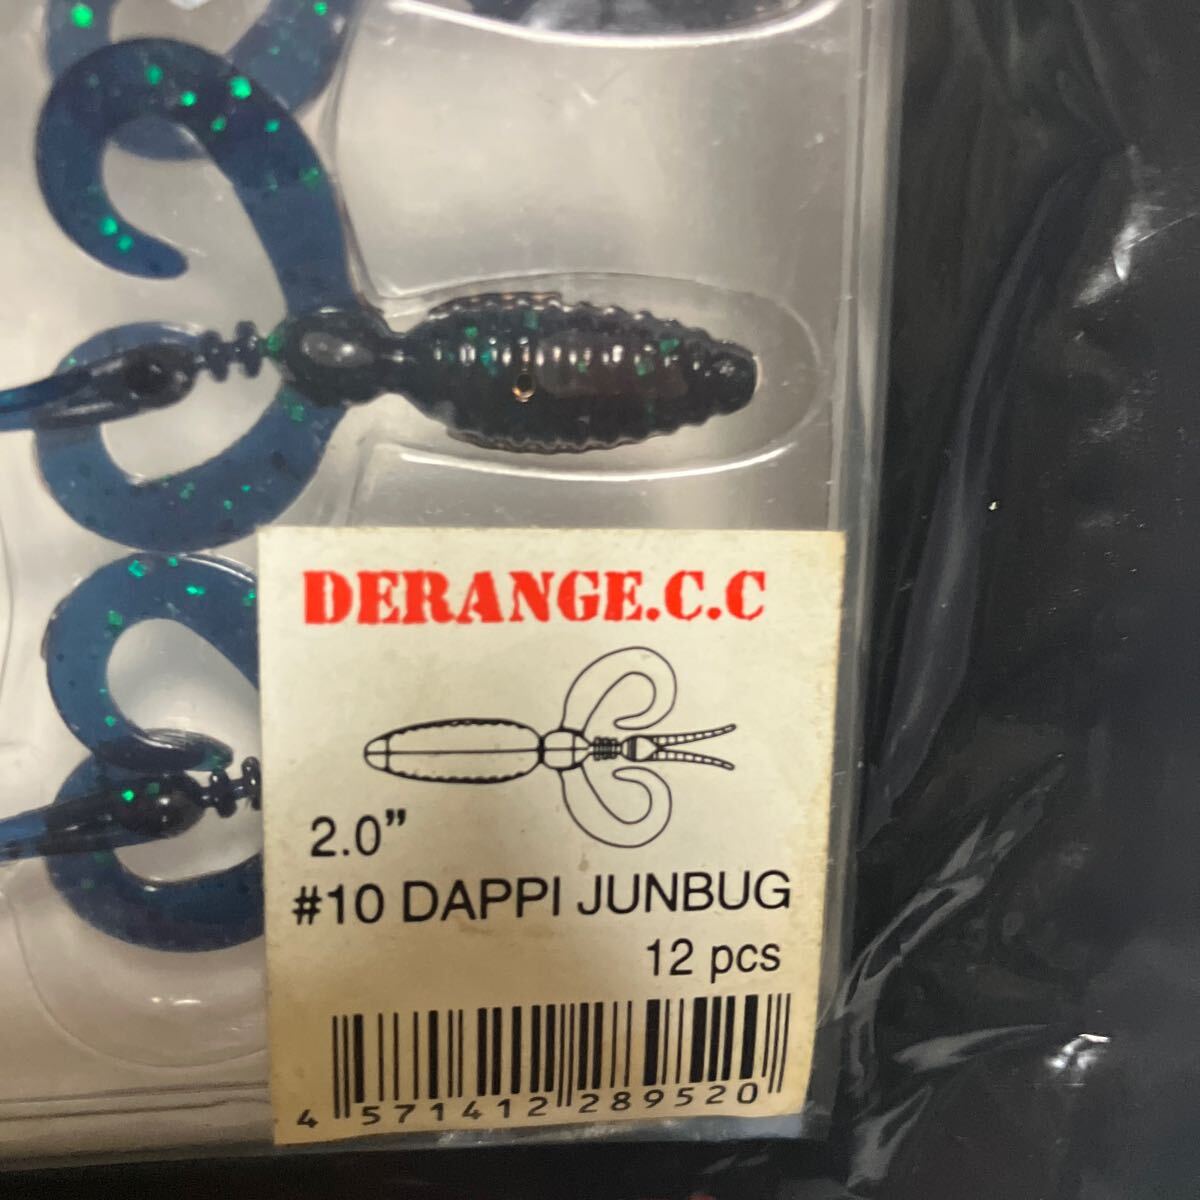 DERANGE.C.C
2.0”
#10 DAPPI JUNBUG
12 pcs
4 571412 289520